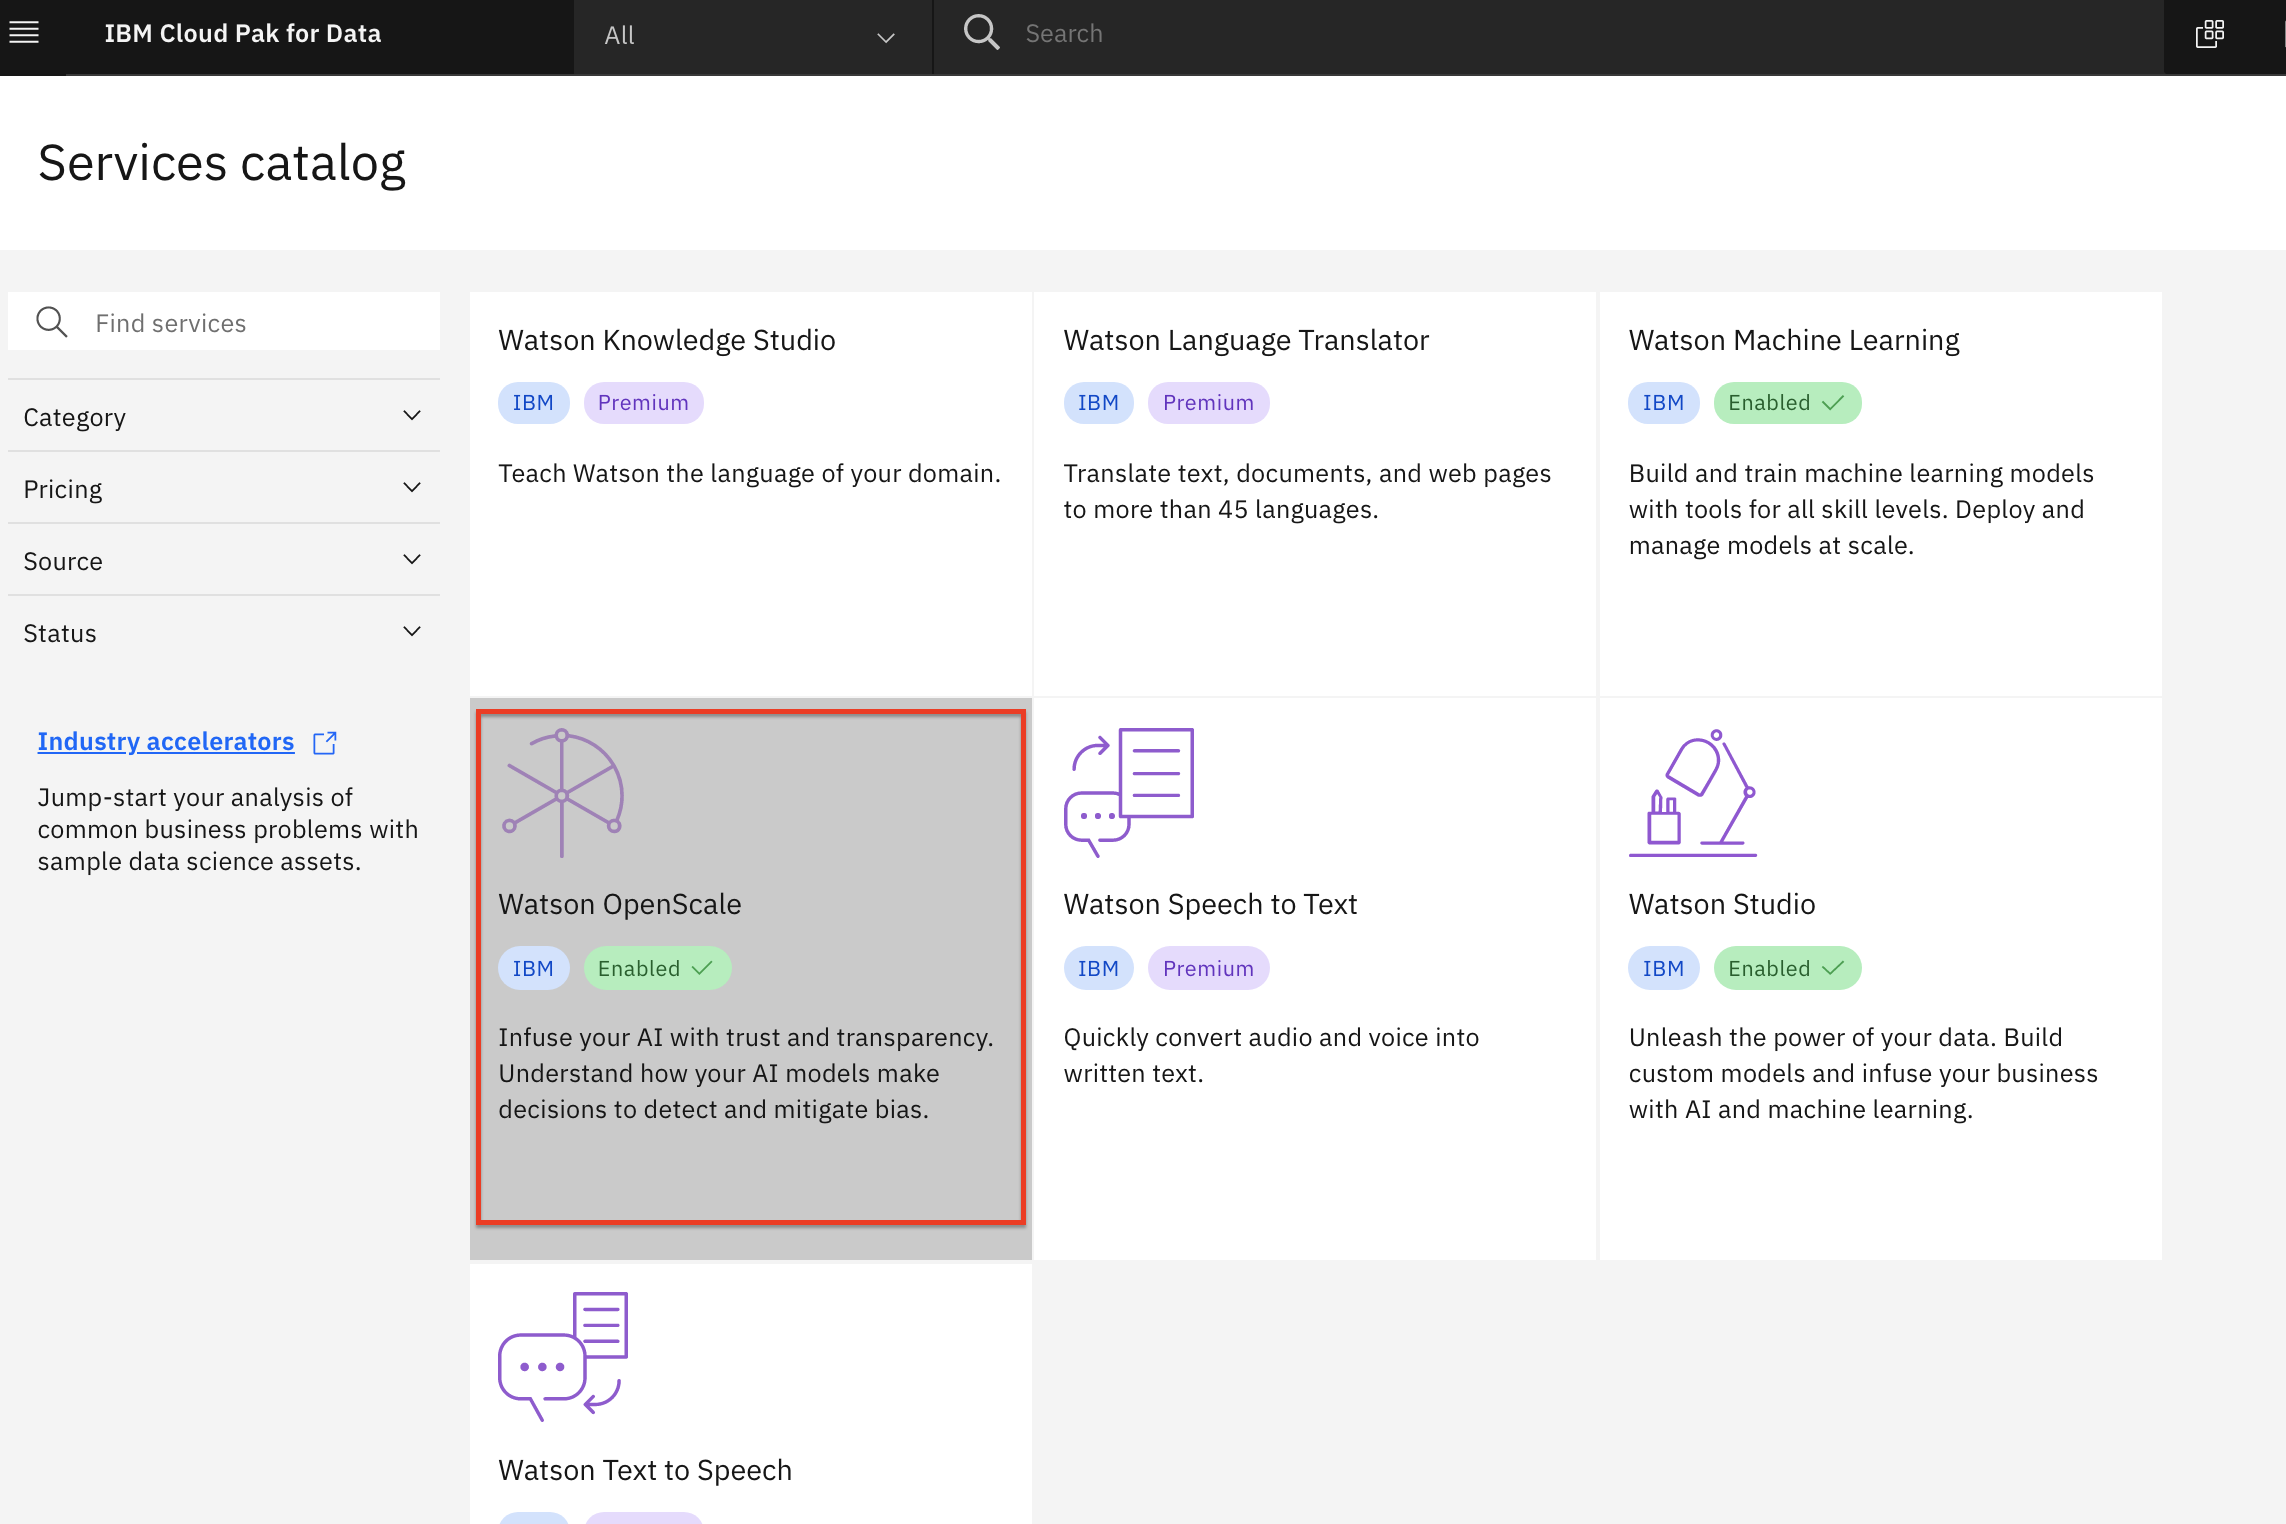 IBM Cloud Pak for Data
All
Search
Services catalog
Find services
Category
Pricing
Source
Status
Industry accelerators
Jump-start your analysis of
common business problems with
sample data science assets.
Watson Knowledge Studio
IBM Premium
Teach Watson the language of your domain.
Watson Language Translator
IBM Premium
Translate text, documents, and web pages
to more than 45 languages.
Watson Machine Learning
IBM Enabled
Build and train machine learning models
with tools for all skill levels. Deploy and
manage models at scale.
Watson OpenScale
IBM Enabled
Infuse your AI with trust and transparency.
Understand how your AI models make
decisions to detect and mitigate bias.
Watson Speech to Text
IBM Premium
Quickly convert audio and voice into
written text.
Watson Studio
IBM Enabled
Unleash the power of your data. Build
custom models and infuse your business
with AI and machine learning.
Watson Text to Speech